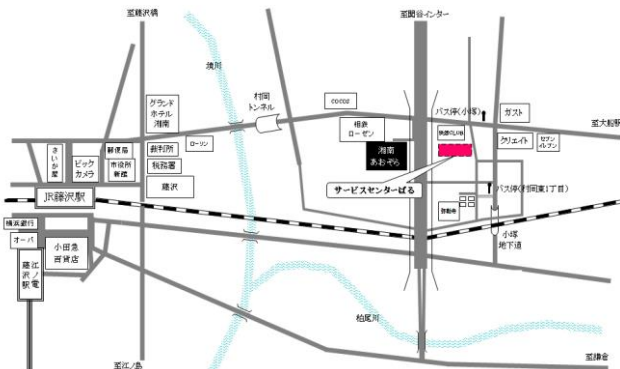 至藤沢橋
至関谷インター
境川
村岡
トンネル
cocos
グランド
ホテル
湘南
相鉄
ローゼン
バス停(小塚)
ガスト
至大船駅
さいか屋
ビック
カメラ
郵便局
市役所
新館
裁判所
税務署
藤沢
ローソン
湘南
あおぞら
クリエイト
セブン
イレブン
サービスセンターぱる
バス停(村岡東1丁目)
JR藤沢駅
横浜銀行
オーパ
小田急
百貨店
江ノ電
藤沢駅
小塚
地下道
柏尾川
至江ノ島
至鎌倉